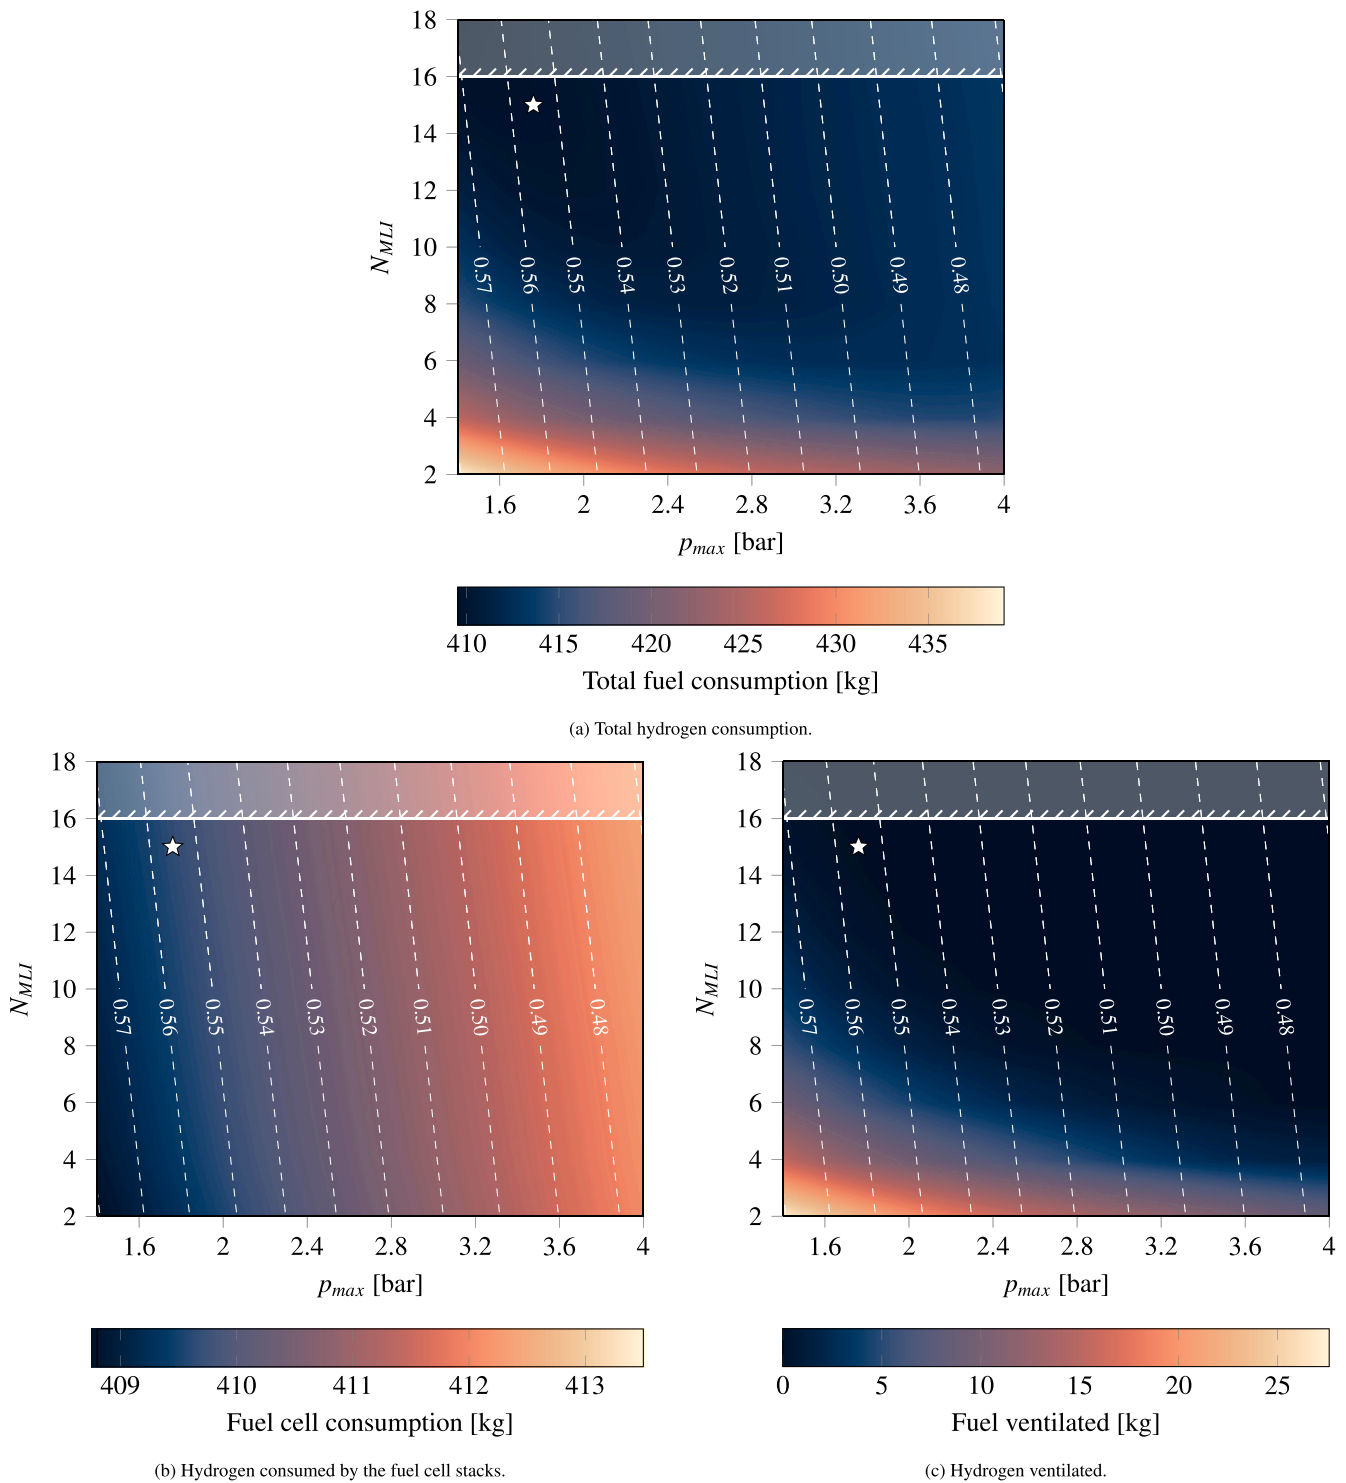 18
16
14
12
10
8
6
4
2
N_MLI
0.57 0.56 0.55 0.54 0.53 0.52 0.51 0.50 0.49 0.48
1.6 2 2.4 2.8 3.2 3.6 4
p_max [bar]
410 415 420 425 430 435
Total fuel consumption [kg]
(a) Total hydrogen consumption.
18
16
14
12
10
8
6
4
2
N_MLI
0.57 0.56 0.55 0.54 0.53 0.52 0.51 0.50 0.49 0.48
1.6 2 2.4 2.8 3.2 3.6 4
p_max [bar]
409 410 411 412 413
Fuel cell consumption [kg]
(b) Hydrogen consumed by the fuel cell stacks.
18
16
14
12
10
8
6
4
2
N_MLI
0.57 0.56 0.55 0.54 0.53 0.52 0.51 0.50 0.49 0.48
1.6 2 2.4 2.8 3.2 3.6 4
p_max [bar]
0 5 10 15 20 25
Fuel ventilated [kg]
(c) Hydrogen ventilated.